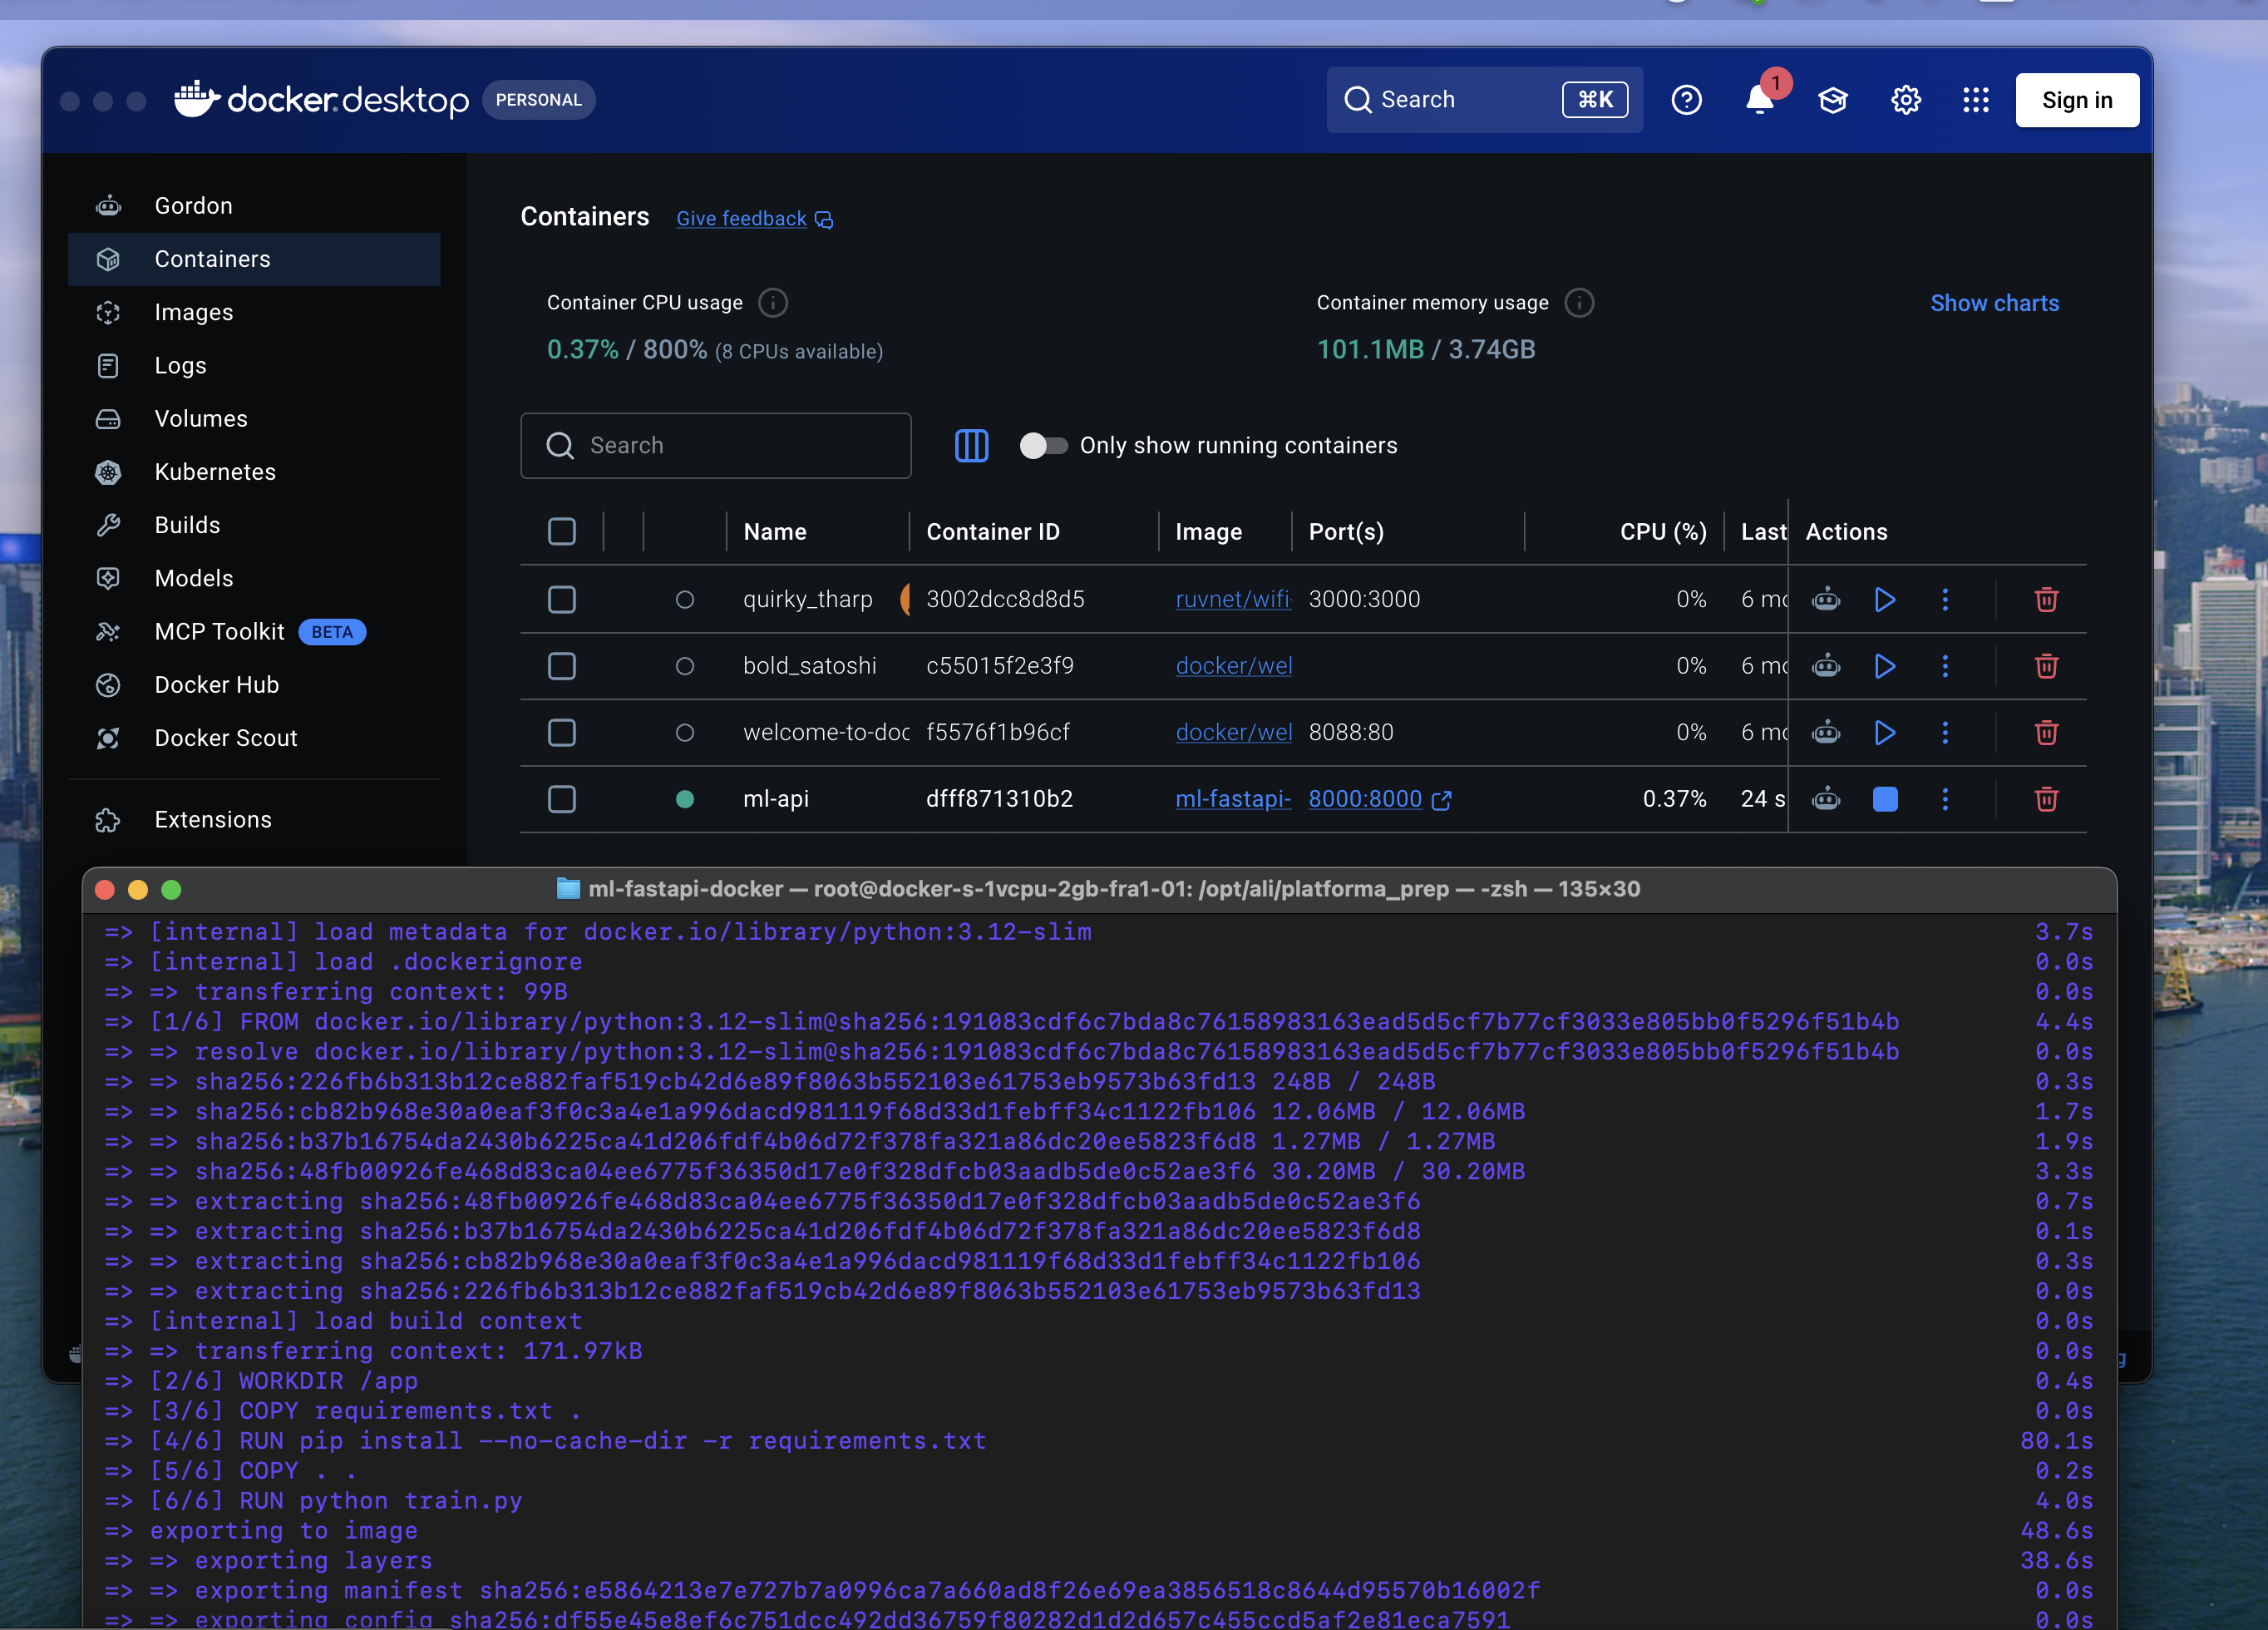 docker desktop PERSONAL Search ⌘K 1 Sign in
Gordon
Containers
Images
Logs
Volumes
Kubernetes
Builds
Models
MCP Toolkit BETA
Docker Hub
Docker Scout
Extensions
Containers Give feedback
Container CPU usage
0.37% / 800% (8 CPUs available)
Container memory usage
101.1MB / 3.74GB
Show charts
Search
Only show running containers
Name Container ID Image Port(s) CPU (%) Last Actions
quirky_tharp 3002dcc8d8d5 ruvnet/wifi- 3000:3000 0% 6 mo
bold_satoshi c55015f2e3f9 docker/wel 0% 6 mo
welcome-to-doc f5576f1b96cf docker/wel 8088:80 0% 6 mo
ml-api dfff871310b2 ml-fastapi- 8000:8000 0.37% 24 s
ml-fastapi-docker — root@docker-s-1vcpu-2gb-fra1-01: /opt/ali/platforma_prep — -zsh — 135×30
=> [internal] load metadata for docker.io/library/python:3.12-slim 3.7s
=> [internal] load .dockerignore 0.0s
=> => transferring context: 99B 0.0s
=> [1/6] FROM docker.io/library/python:3.12-slim@sha256:191083cdf6c7bda8c76158983163ead5d5cf7b77cf3033e805bb0f5296f51b4b 4.4s
=> => resolve docker.io/library/python:3.12-slim@sha256:191083cdf6c7bda8c76158983163ead5d5cf7b77cf3033e805bb0f5296f51b4b 0.0s
=> => sha256:226fb6b313b12ce882faf519cb42d6e89f8063b552103e61753eb9573b63fd13 248B / 248B 0.3s
=> => sha256:cb82b968e30a0eaf3f0c3a4e1a996dacd981119f68d33d1febff34c1122fb106 12.06MB / 12.06MB 1.7s
=> => sha256:b37b16754da2430b6225ca41d206fdf4b06d72f378fa321a86dc20ee5823f6d8 1.27MB / 1.27MB 1.9s
=> => sha256:48fb00926fe468d83ca04ee6775f36350d17e0f328dfcb03aadb5de0c52ae3f6 30.20MB / 30.20MB 3.3s
=> => extracting sha256:48fb00926fe468d83ca04ee6775f36350d17e0f328dfcb03aadb5de0c52ae3f6 0.7s
=> => extracting sha256:b37b16754da2430b6225ca41d206fdf4b06d72f378fa321a86dc20ee5823f6d8 0.1s
=> => extracting sha256:cb82b968e30a0eaf3f0c3a4e1a996dacd981119f68d33d1febff34c1122fb106 0.3s
=> => extracting sha256:226fb6b313b12ce882faf519cb42d6e89f8063b552103e61753eb9573b63fd13 0.0s
=> [internal] load build context 0.0s
=> => transferring context: 171.97kB 0.0s
=> [2/6] WORKDIR /app 0.4s
=> [3/6] COPY requirements.txt . 0.0s
=> [4/6] RUN pip install --no-cache-dir -r requirements.txt 80.1s
=> [5/6] COPY . . 0.2s
=> [6/6] RUN python train.py 4.0s
=> exporting to image 48.6s
=> => exporting layers 38.6s
=> => exporting manifest sha256:e5864213e7e727b7a0996ca7a660ad8f26e69ea3856518c8644d95570b16002f 0.0s
=> => exporting config sha256:df55e45e8ef6c751dcc492dd36759f80282d1d2d657c455ccd5af2e81eca7591 0.0s